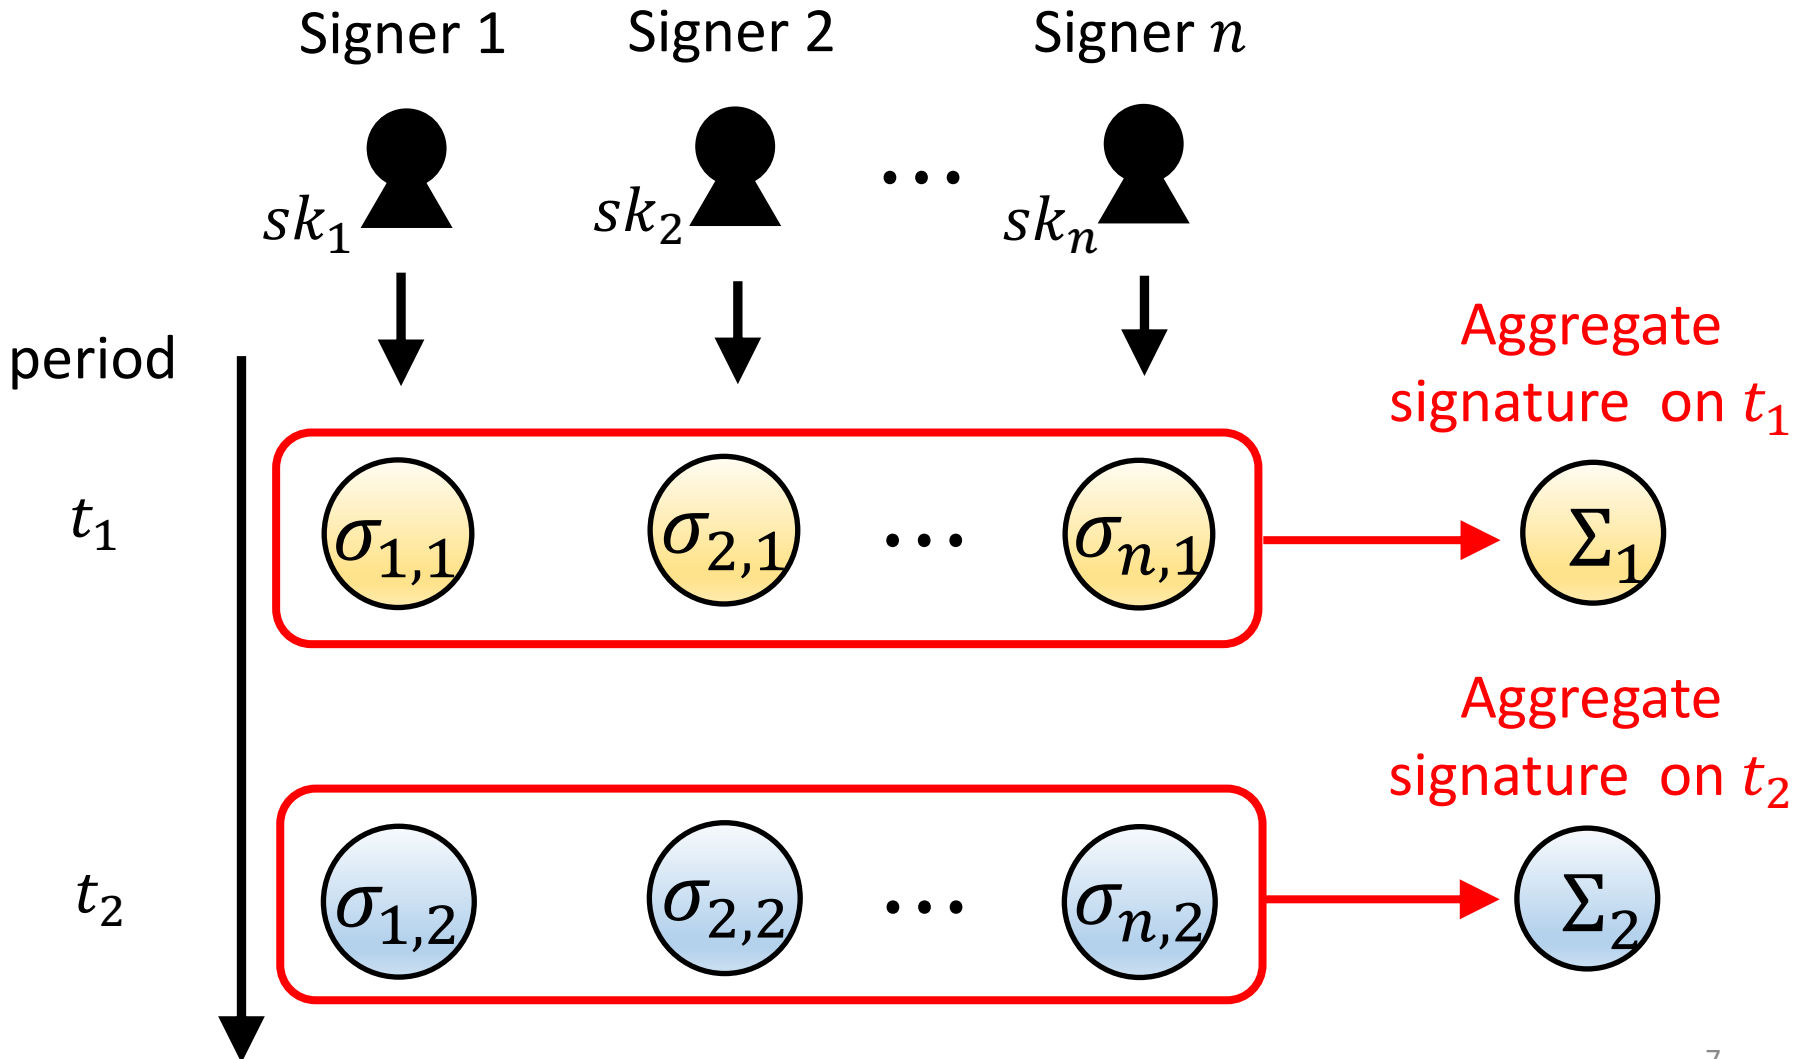 Signer 1 Signer 2 Signer n
sk₁ sk₂ ⋯ skₙ
period
Aggregate
signature on t₁
t₁ σ₁,₁ σ₂,₁ ⋯ σₙ,₁ Σ₁
Aggregate
signature on t₂
t₂ σ₁,₂ σ₂,₂ ⋯ σₙ,₂ Σ₂
7